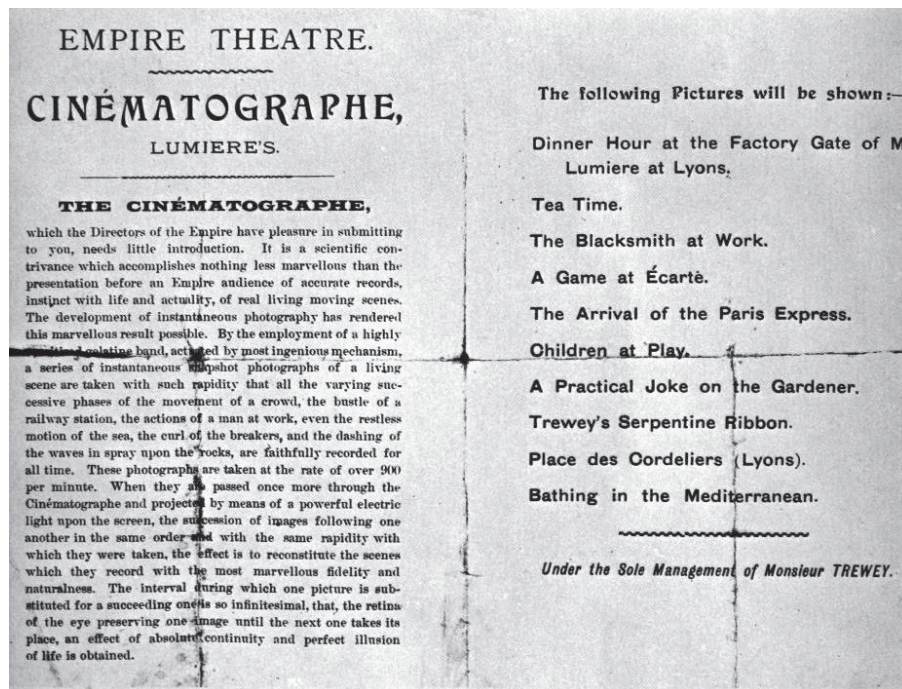 EMPIRE THEATRE.
CINÉMATOGRAPHE,
LUMIERE'S.
THE CINÉMATOGRAPHE,
which the Directors of the Empire have pleasure in submitting
to you, needs little introduction. It is a scientific con-
trivance which accomplishes nothing less marvellous than the
presentation before an Empire audience of accurate records,
instinct with life and actuality, of real living moving scenes.
The development of instantaneous photography has rendered
this marvellous result possible. By the employment of a highly
gelatine band, actuated by most ingenious mechanism,
a series of instantaneous snapshot photographs of a living
scene are taken with such rapidity that all the varying suc-
cessive phases of the movement of a crowd, the bustle of a
railway station, the actions of a man at work, even the restless
motion of the sea, the curl of the breakers, and the dashing of
the waves in spray upon the rocks, are faithfully recorded for
all time. These photographs are taken at the rate of over 900
per minute. When they are passed once more through the
Cinématographe and projected by means of a powerful electric
light upon the screen, the succession of images following one
another in the same order and with the same rapidity with
which they were taken, the effect is to reconstitute the scenes
which they record with the most marvellous fidelity and
naturalness. The interval during which one picture is sub-
stituted for a succeeding one is so infinitesimal, that, the retina
of the eye preserving one image until the next one takes its
place, an effect of absolute continuity and perfect illusion
of life is obtained.
The following Pictures will be shown:—
Dinner Hour at the Factory Gate of M
Lumiere at Lyons.
Tea Time.
The Blacksmith at Work.
A Game at Écartè.
The Arrival of the Paris Express.
Children at Play.
A Practical Joke on the Gardener.
Trewey's Serpentine Ribbon.
Place des Cordeliers (Lyons).
Bathing in the Mediterranean.
Under the Sole Management of Monsieur TREWEY.